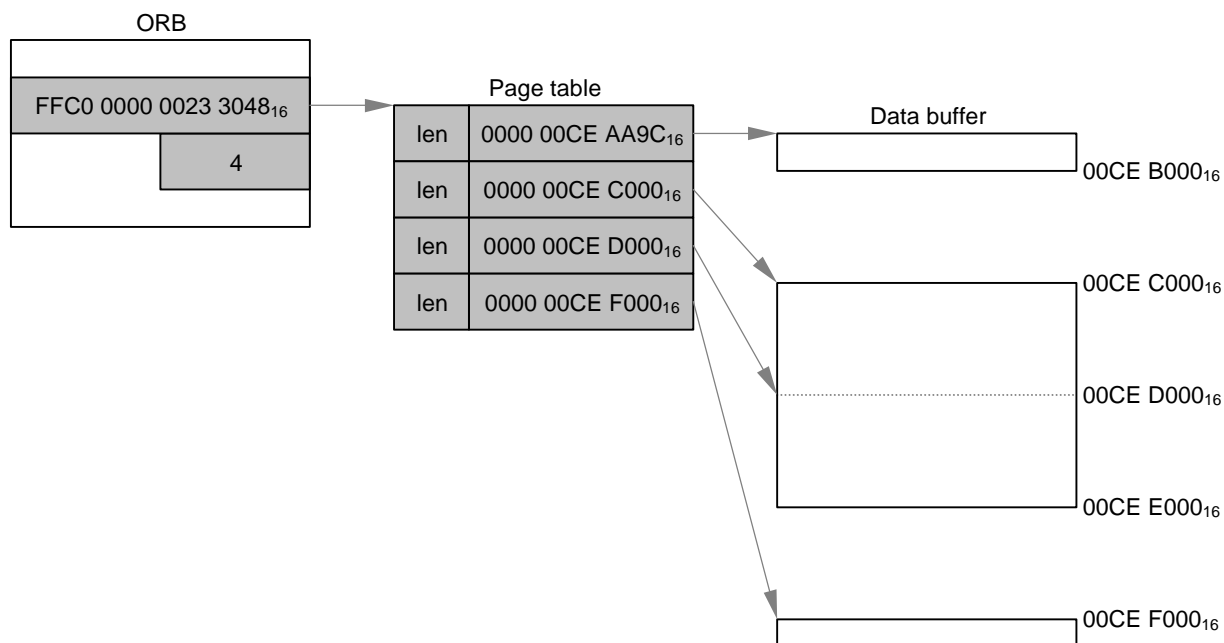 ORB
FFC0 0000 0023 3048₁₆
4
Page table
len 0000 00CE AA9C₁₆
len 0000 00CE C000₁₆
len 0000 00CE D000₁₆
len 0000 00CE F000₁₆
Data buffer
00CE B000₁₆
00CE C000₁₆
00CE D000₁₆
00CE E000₁₆
00CE F000₁₆